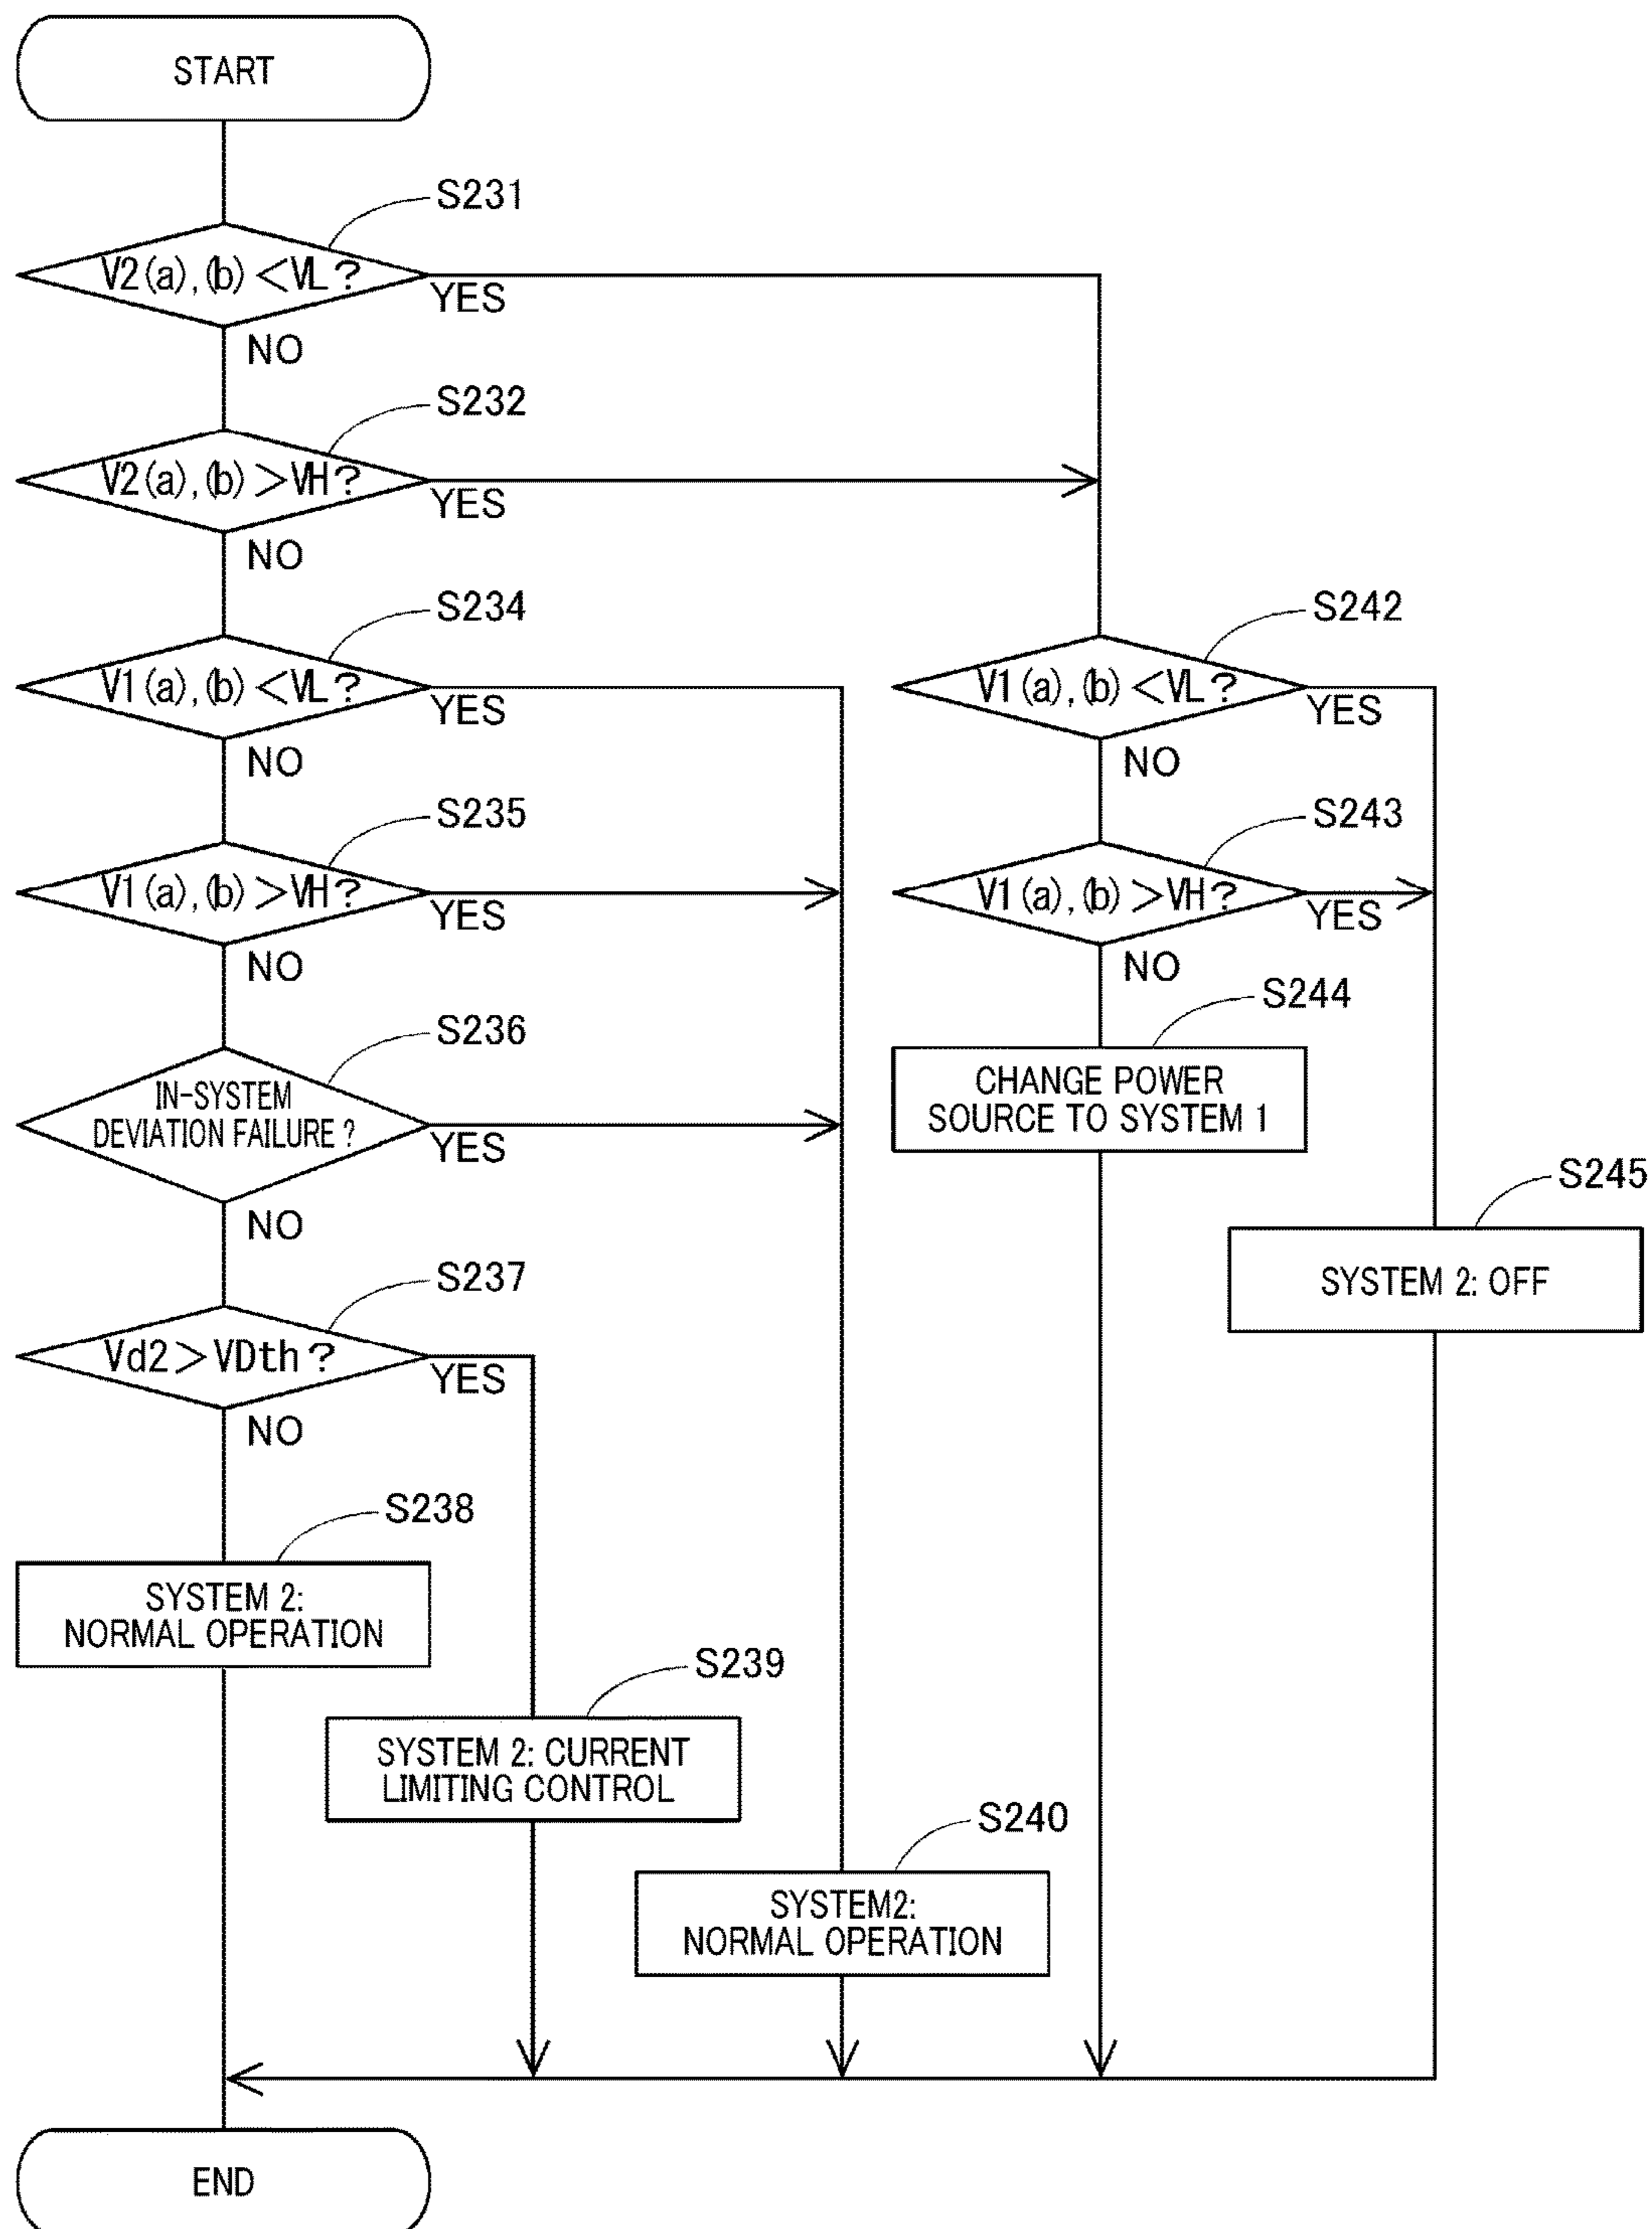 START
S231
V2(a),(b)<VL?
YES
NO
S232
V2(a),(b)>VH?
YES
NO
S234
V1(a),(b)<VL?
YES
NO
S242
V1(a),(b)<VL?
YES
NO
S235
V1(a),(b)>VH?
YES
NO
S243
V1(a),(b)>VH?
YES
NO
S236
IN-SYSTEM
DEVIATION FAILURE?
YES
NO
S244
CHANGE POWER
SOURCE TO SYSTEM 1
S245
SYSTEM 2: OFF
S237
Vd2>VDth?
YES
NO
S238
SYSTEM 2:
NORMAL OPERATION
S239
SYSTEM 2: CURRENT
LIMITING CONTROL
S240
SYSTEM2:
NORMAL OPERATION
END